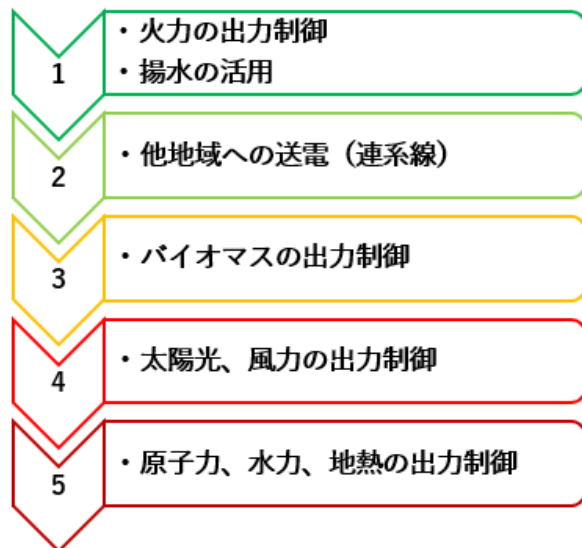 1
・火力の出力制御
・揚水の活用
2
・他地域への送電（連系線）
3
・バイオマスの出力制御
4
・太陽光、風力の出力制御
5
・原子力、水力、地熱の出力制御